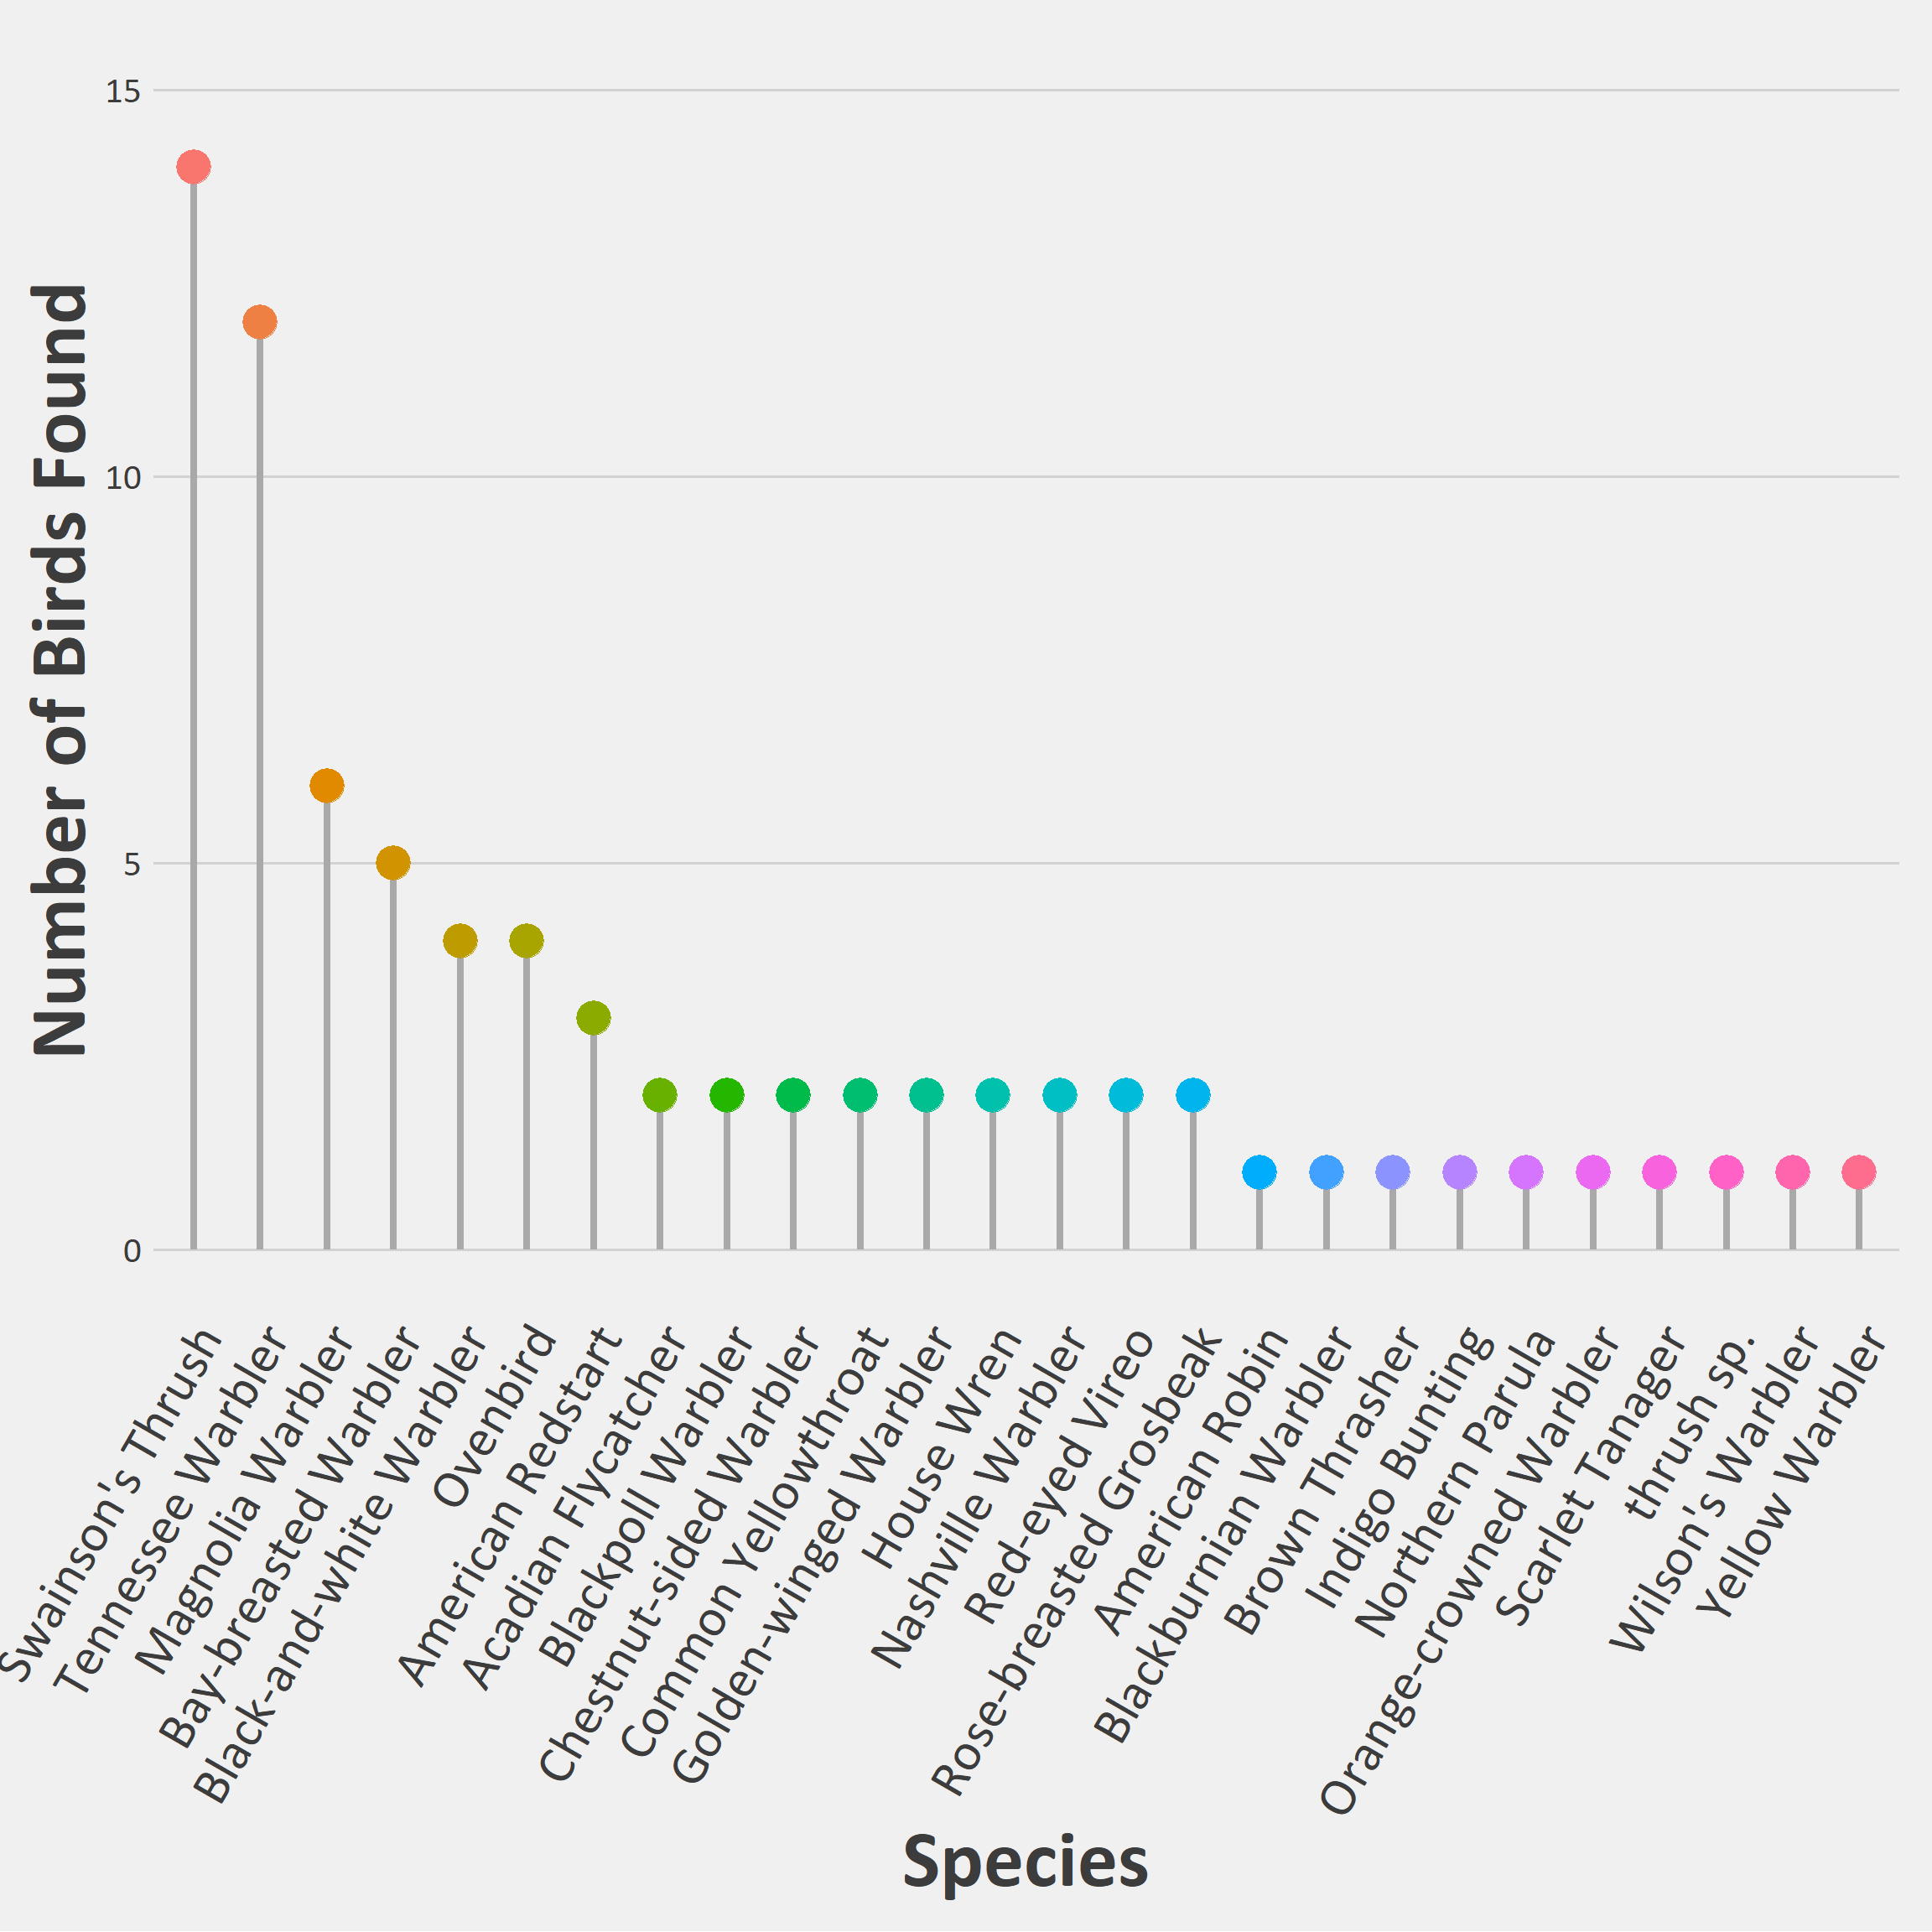 Number of Birds Found
15
10
5
0
Swainson's Thrush
Tennessee Warbler
Magnolia Warbler
Bay-breasted Warbler
Black-and-white Warbler
Ovenbird
American Redstart
Acadian Flycatcher
Blackpoll Warbler
Chestnut-sided Warbler
Common Yellowthroat
Golden-winged Warbler
House Wren
Nashville Warbler
Red-eyed Vireo
Rose-breasted Grosbeak
American Robin
Blackburnian Warbler
Brown Thrasher
Indigo Bunting
Northern Parula
Orange-crowned Warbler
Scarlet Tanager
thrush sp.
Wilson's Warbler
Yellow Warbler
Species